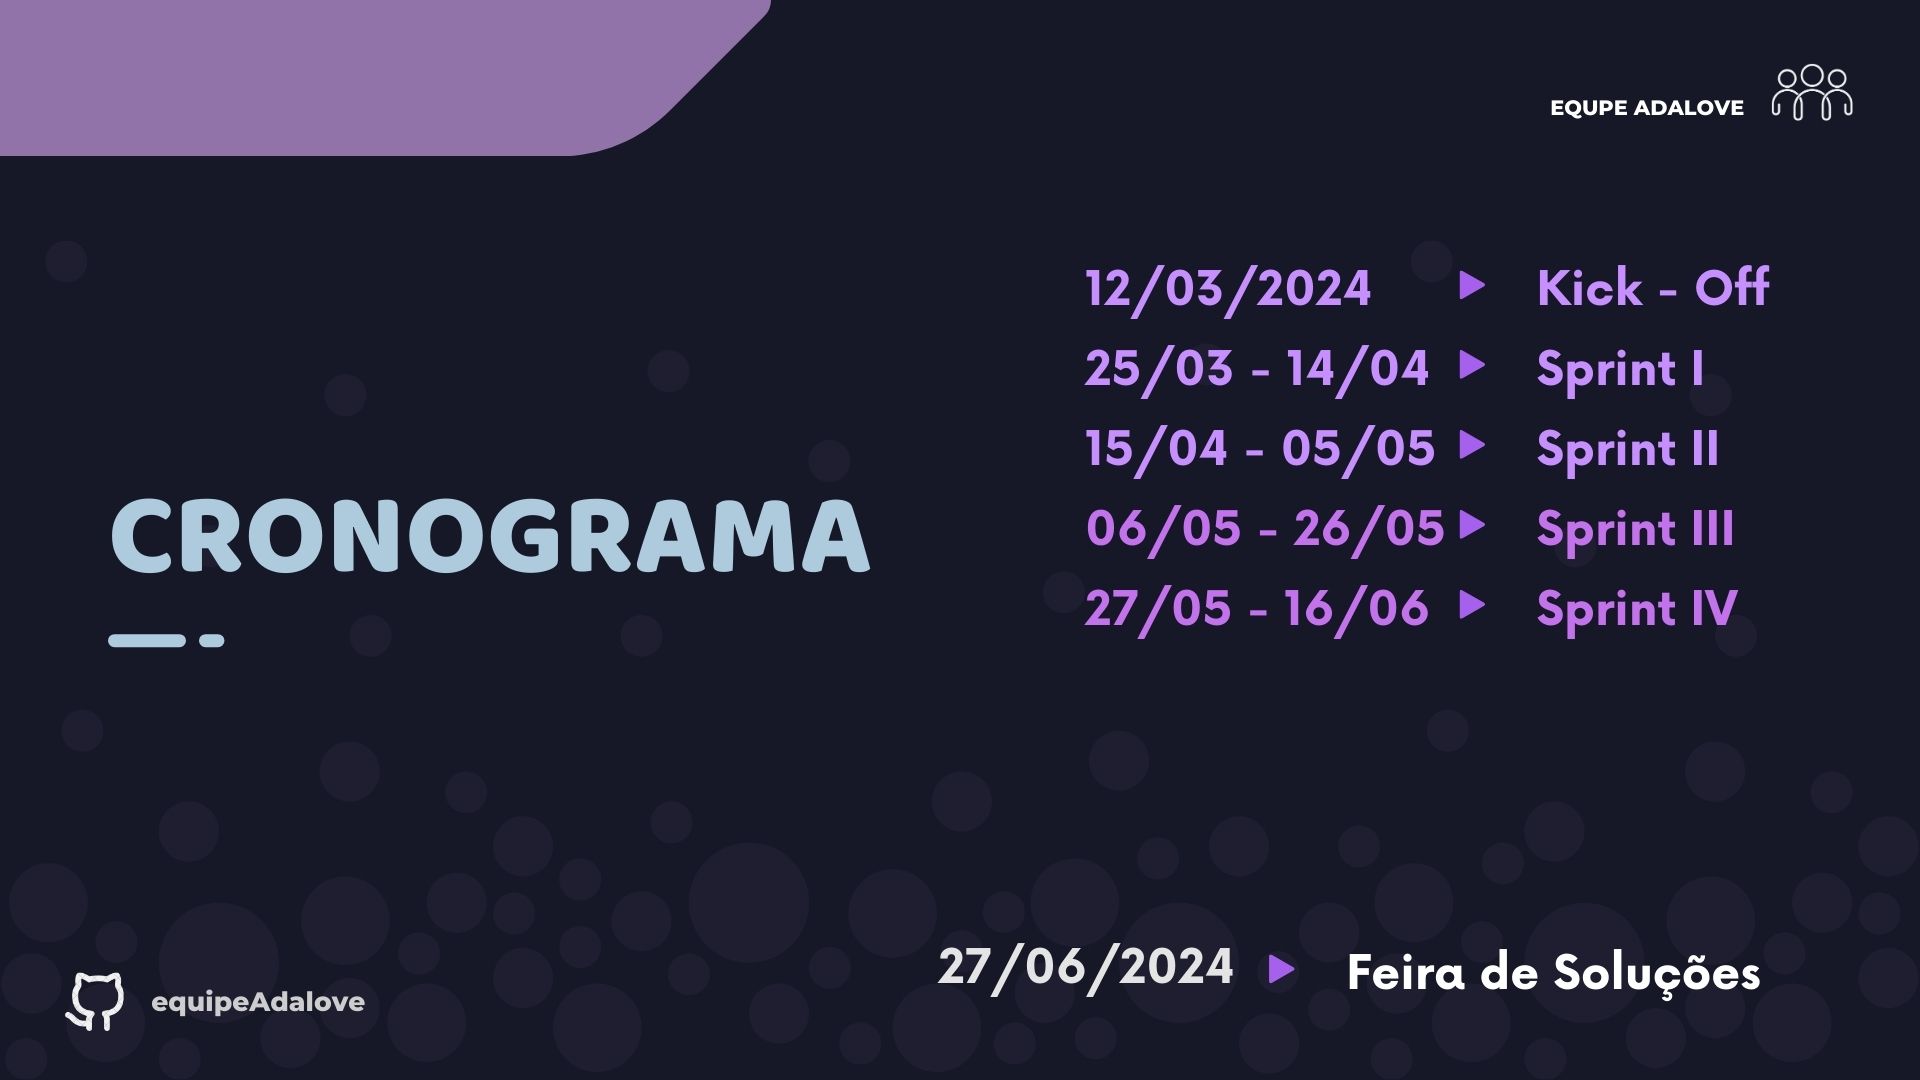 EQUPE ADALOVE
CRONOGRAMA
12/03/2024 Kick - Off
25/03 - 14/04 Sprint I
15/04 - 05/05 Sprint II
06/05 - 26/05 Sprint III
27/05 - 16/06 Sprint IV
27/06/2024 Feira de Soluções
equipeAdalove